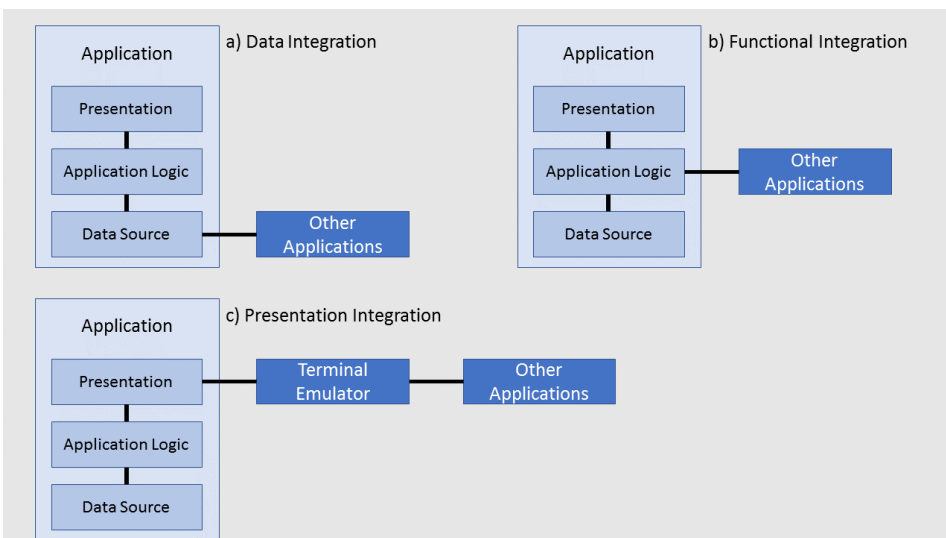 a) Data Integration
Application
Presentation
Application Logic
Data Source
Other
Applications
b) Functional Integration
Application
Presentation
Application Logic
Data Source
Other
Applications
c) Presentation Integration
Application
Presentation
Application Logic
Data Source
Terminal
Emulator
Other
Applications